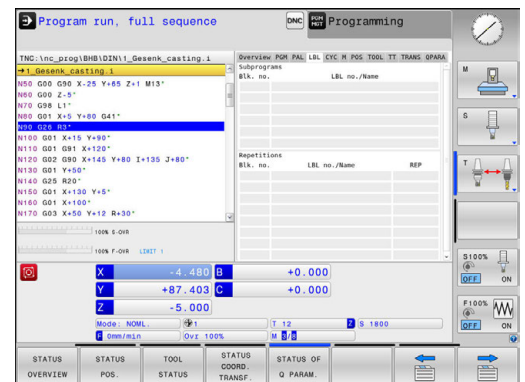 Program run, full sequence
DNC
PGM MGT
Programming
TNC:\nc_prog\BHB\DIN\1_Gesenk_casting.i
→1_Gesenk_casting.i
N50 G00 G90 X-25 Y+65 Z+1 M13*
N60 G00 Z-5*
N70 G98 L1*
N80 G01 X+5 Y+80 G41*
N90 G26 R3*
N100 G01 X+15 Y+90*
N110 G01 G91 X+120*
N120 G02 G90 X+145 Y+80 I+135 J+80*
N130 G01 Y+50*
N140 G25 R20*
N150 G01 X+130 Y+5*
N160 G01 X+100*
N170 G03 X+50 Y+12 R+30*
Overview PGM PAL LBL CYC M POS TOOL TT TRANS QPARA
Subprograms
Blk. no. LBL no./Name
Repetitions
Blk. no. LBL no./Name REP
100% S-OVR
100% F-OVR LIMIT 1
X -4.480 B +0.000
Y +87.403 C +0.000
Z -5.000
Mode: NOML. 1 T 12 Z S 1800
F 0mm/min Ovr 100% M 5/9
M
S
T
S100%
OFF ON
F100%
OFF ON
STATUS OVERVIEW
STATUS POS.
TOOL STATUS
STATUS COORD. TRANSF.
STATUS OF Q PARAM.